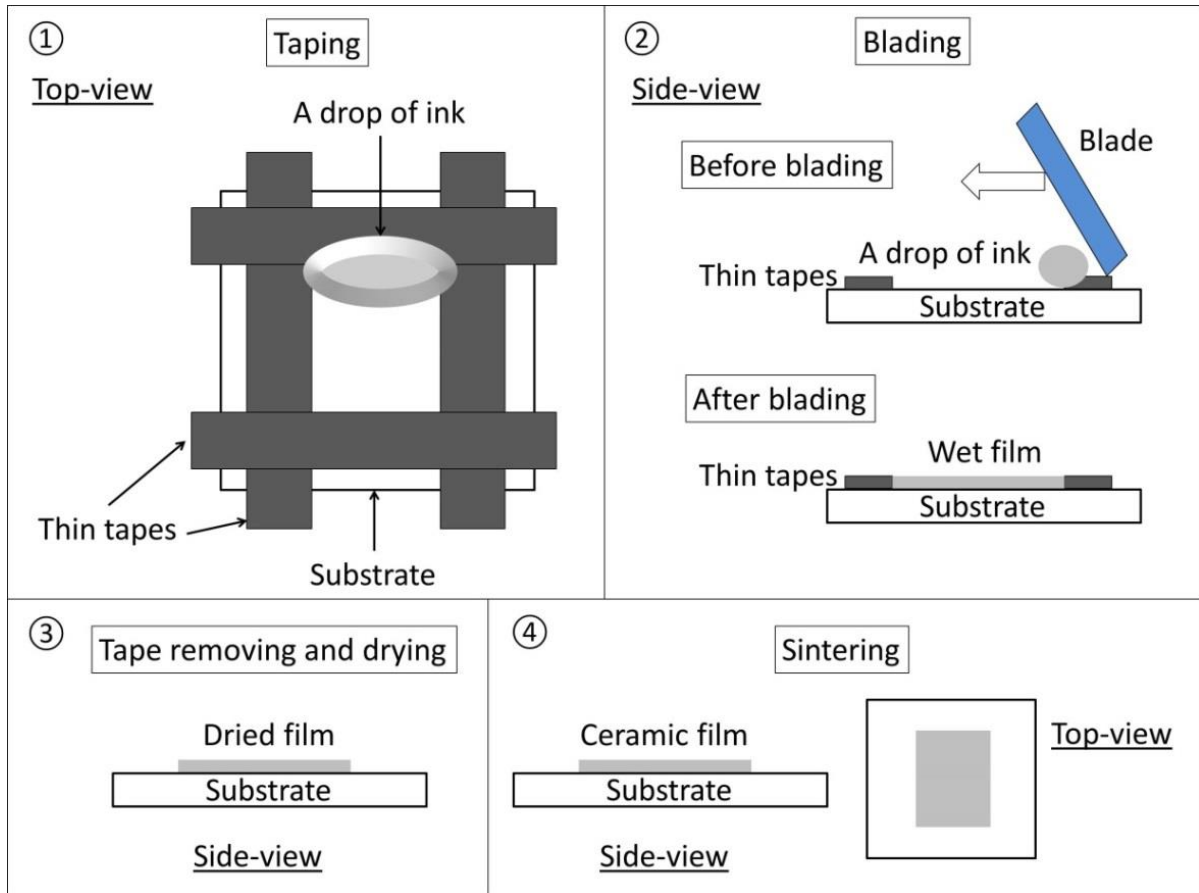 ①
Taping
Top-view
A drop of ink
Thin tapes
Substrate
②
Blading
Side-view
Blade
Before blading
A drop of ink
Thin tapes
Substrate
After blading
Wet film
Thin tapes
Substrate
③
Tape removing and drying
Dried film
Substrate
Side-view
④
Sintering
Ceramic film
Top-view
Substrate
Side-view